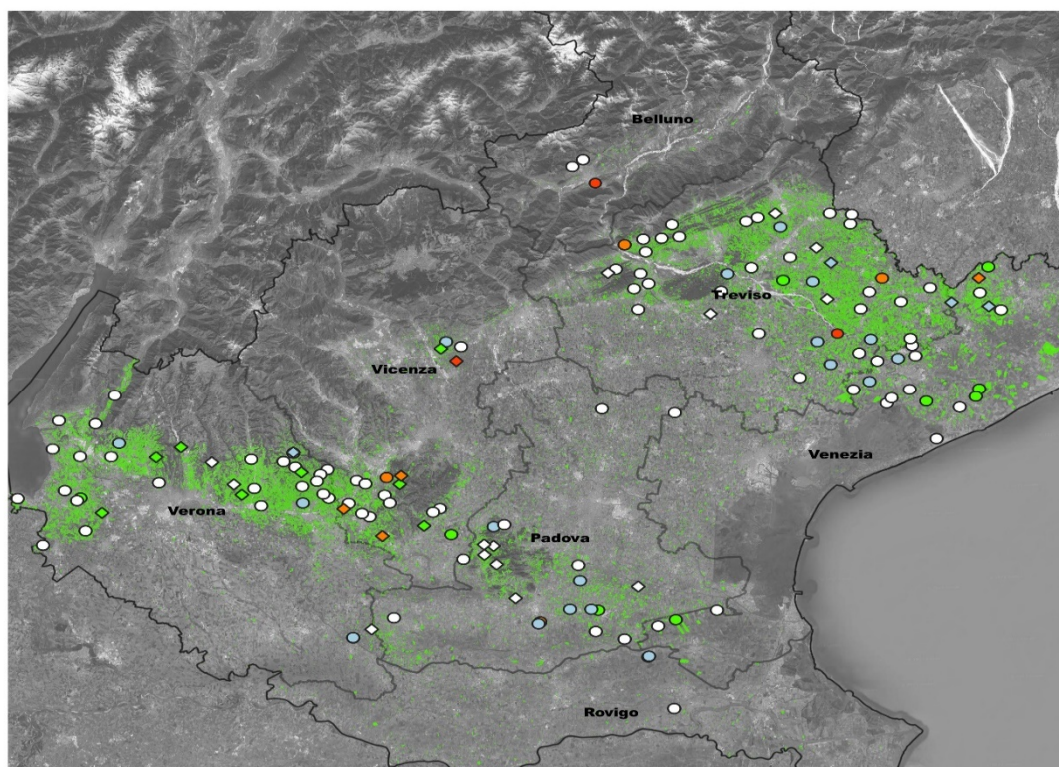 Belluno
Treviso
Vicenza
Venezia
Verona
Padova
Rovigo